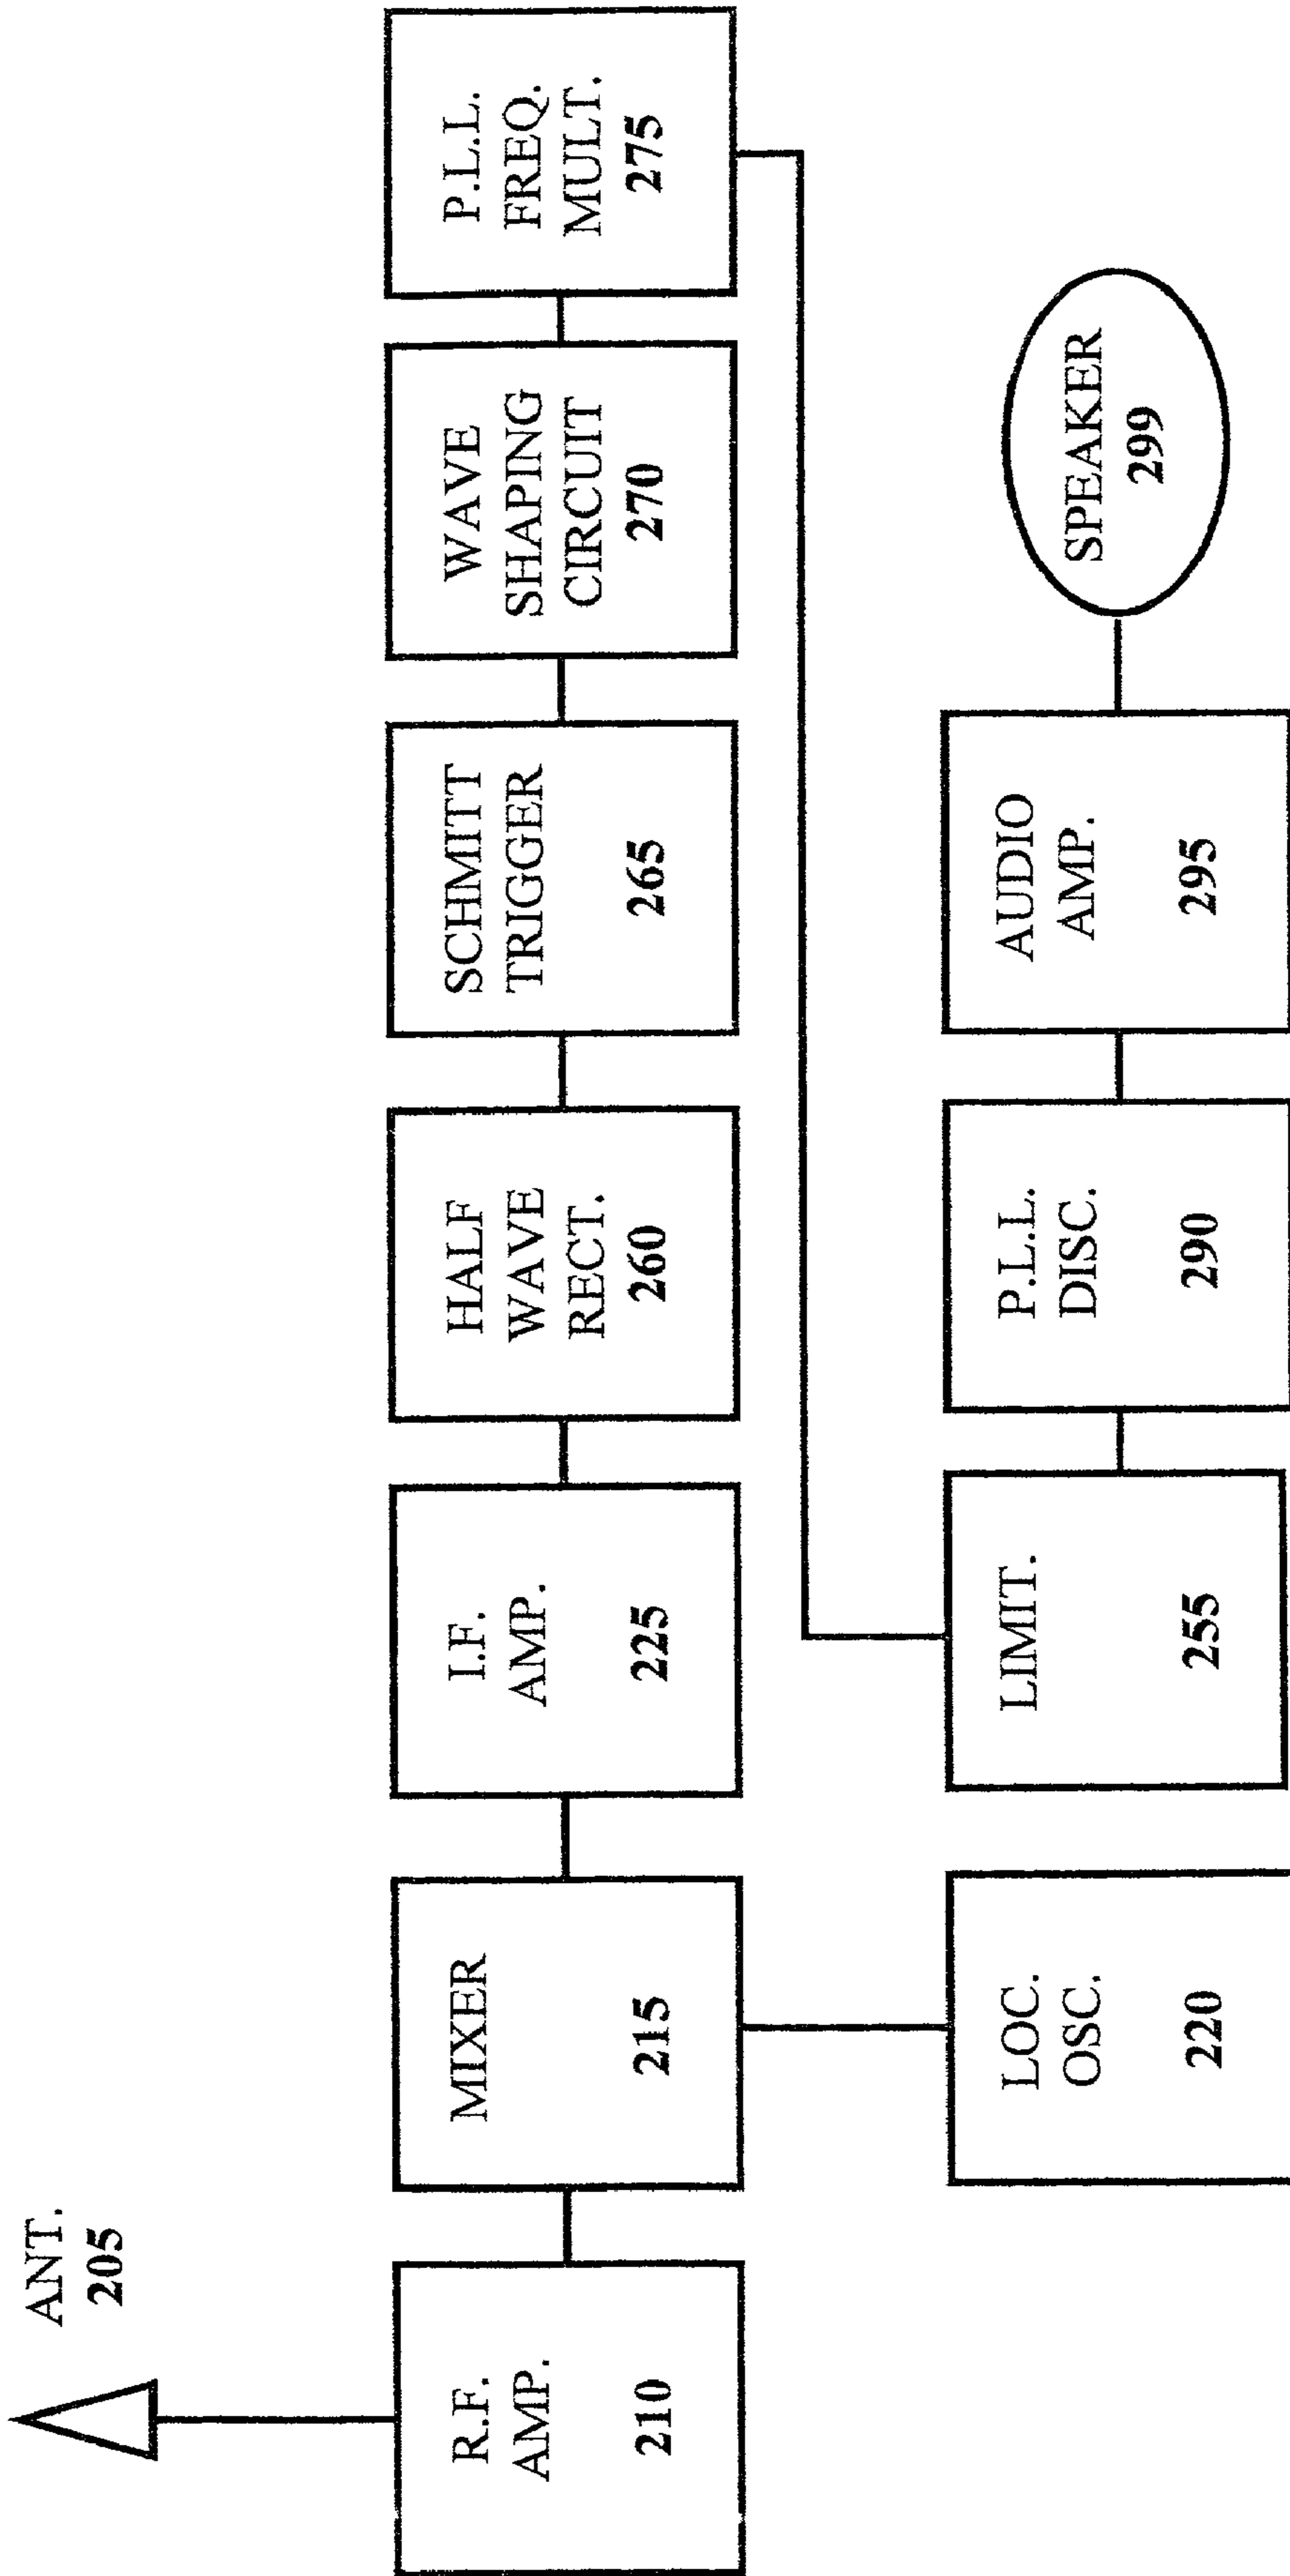 ANT.
205
R.F.
AMP.
210
MIXER
215
I.F.
AMP.
225
HALF
WAVE
RECT.
260
SCHMITT
TRIGGER
265
WAVE
SHAPING
CIRCUIT
270
P.L.L.
FREQ.
MULT.
275
LOC.
OSC.
220
LIMIT.
255
P.L.L.
DISC.
290
AUDIO
AMP.
295
SPEAKER
299